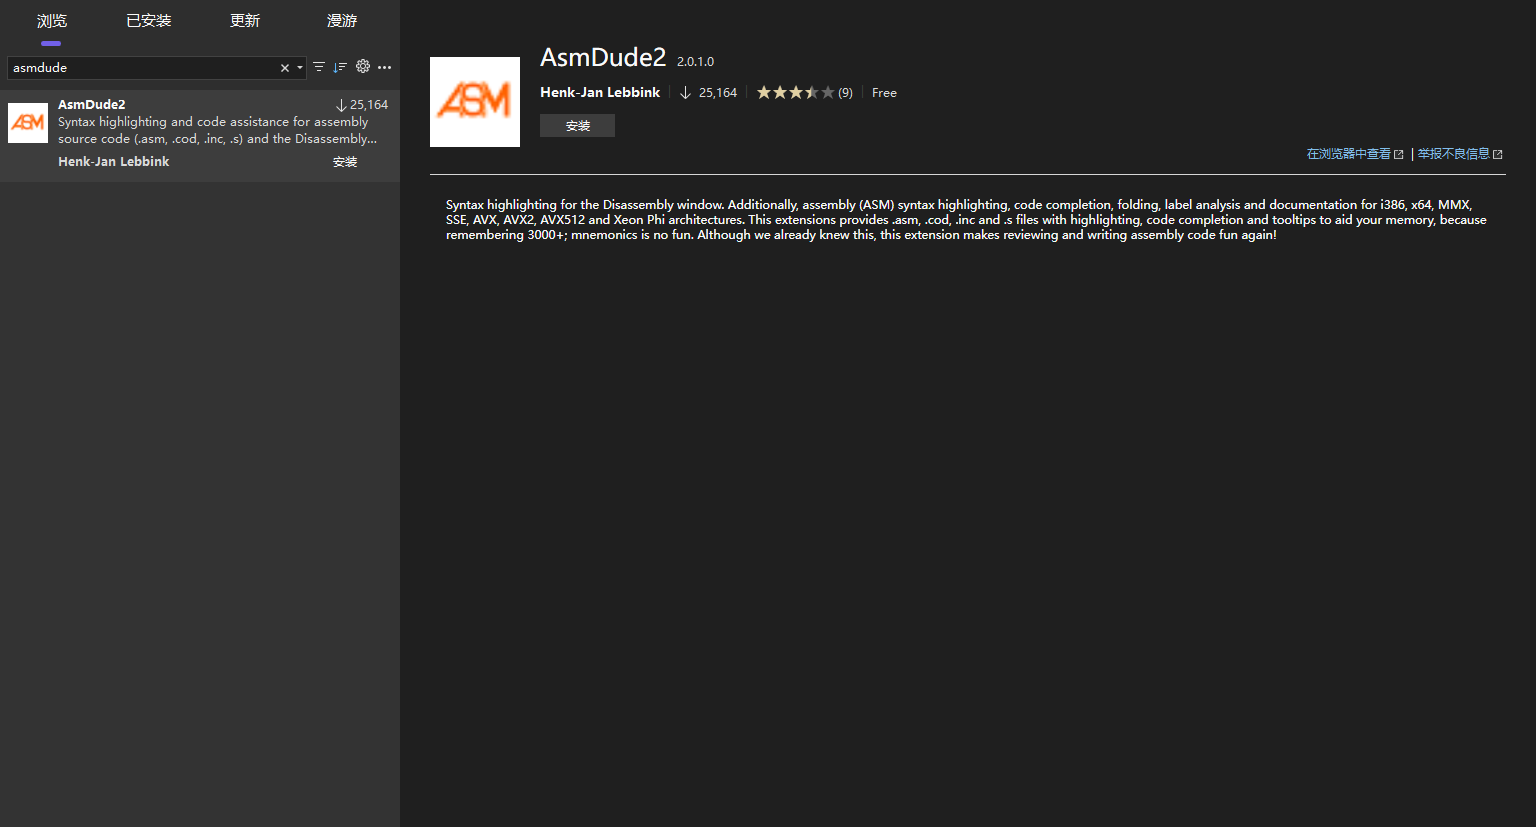 浏览 已安装 更新 漫游
asmdude
AsmDude2 25,164
Syntax highlighting and code assistance for assembly
source code (.asm, .cod, .inc, .s) and the Disassembly...
Henk-Jan Lebbink 安装
ASM
ASM
AsmDude2 2.0.1.0
Henk-Jan Lebbink 25,164 (9) Free
安装
在浏览器中查看 | 举报不良信息
Syntax highlighting for the Disassembly window. Additionally, assembly (ASM) syntax highlighting, code completion, folding, label analysis and documentation for i386, x64, MMX,
SSE, AVX, AVX2, AVX512 and Xeon Phi architectures. This extensions provides .asm, .cod, .inc and .s files with highlighting, code completion and tooltips to aid your memory, because
remembering 3000+; mnemonics is no fun. Although we already knew this, this extension makes reviewing and writing assembly code fun again!